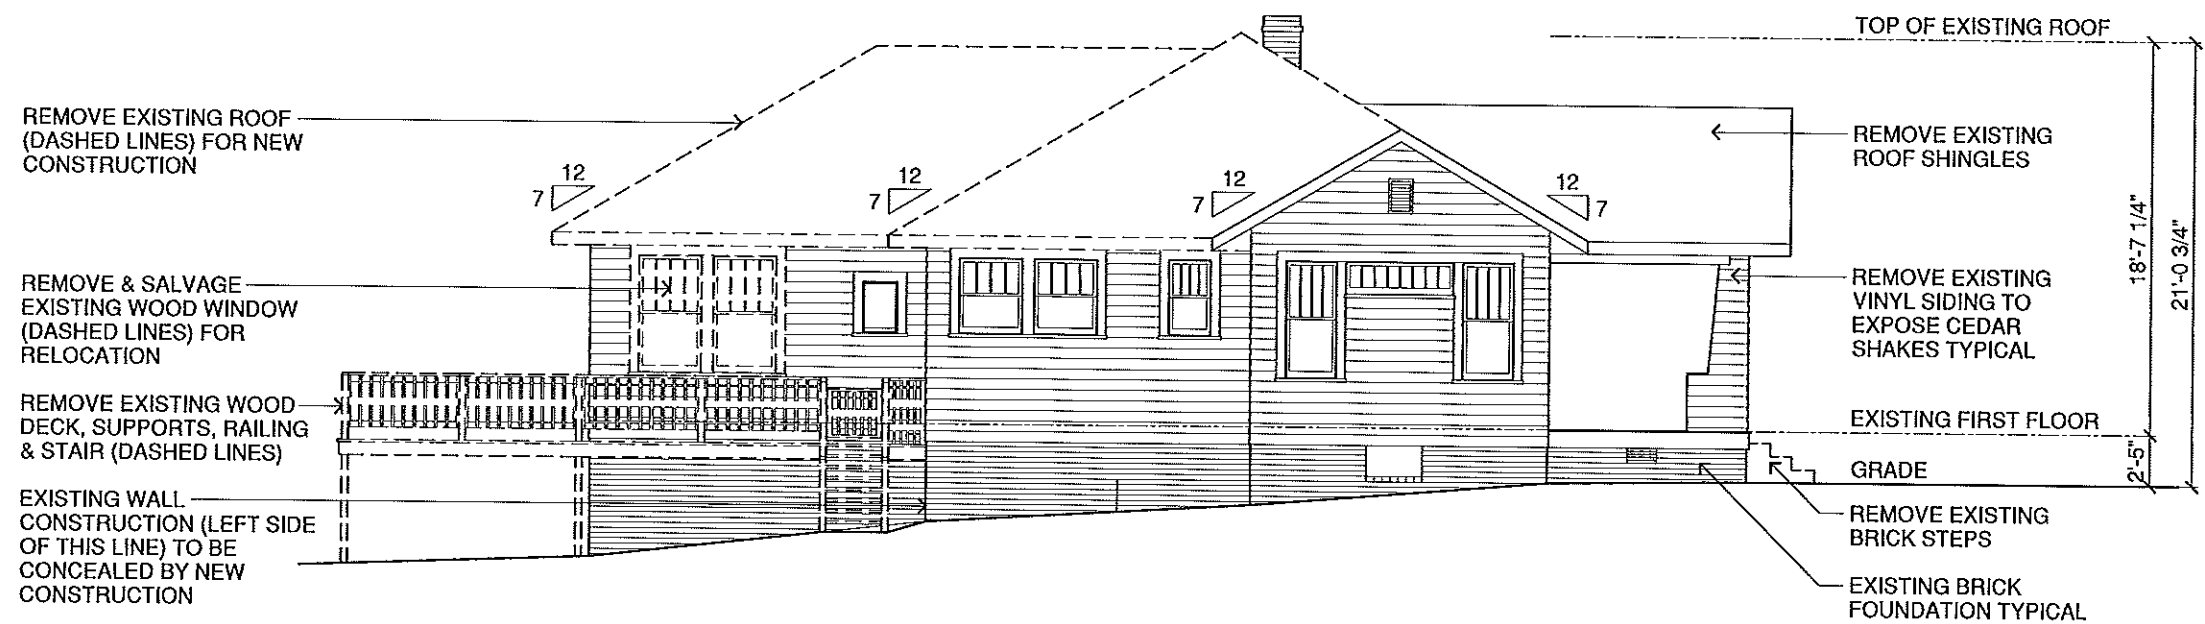 TOP OF EXISTING ROOF
REMOVE EXISTING ROOF
(DASHED LINES) FOR NEW
CONSTRUCTION
REMOVE EXISTING
ROOF SHINGLES
12
7
12
7
12
7
12
7
18'-7 1/4"
21'-0 3/4"
REMOVE & SALVAGE
EXISTING WOOD WINDOW
(DASHED LINES) FOR
RELOCATION
REMOVE EXISTING
VINYL SIDING TO
EXPOSE CEDAR
SHAKES TYPICAL
REMOVE EXISTING WOOD
DECK, SUPPORTS, RAILING
& STAIR (DASHED LINES)
EXISTING FIRST FLOOR
2'-5"
GRADE
EXISTING WALL
CONSTRUCTION (LEFT SIDE
OF THIS LINE) TO BE
CONCEALED BY NEW
CONSTRUCTION
REMOVE EXISTING
BRICK STEPS
EXISTING BRICK
FOUNDATION TYPICAL